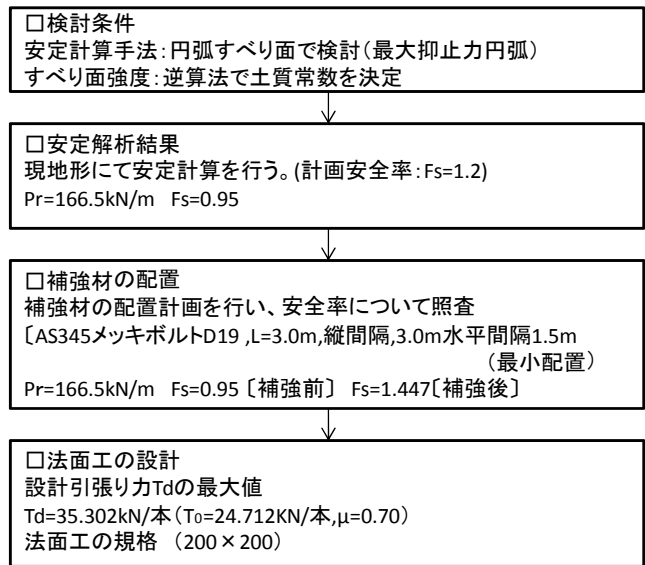 □検討条件
安定計算手法：円弧すべり面で検討（最大抑止力円弧）
すべり面強度：逆算法で土質常数を決定
□安定解析結果
現地形にて安定計算を行う。(計画安全率：Fs=1.2)
Pr=166.5kN/m Fs=0.95
□補強材の配置
補強材の配置計画を行い、安全率について照査
〔AS345メッキボルトD19 ,L=3.0m,縦間隔,3.0m水平間隔1.5m
（最小配置）
Pr=166.5kN/m Fs=0.95〔補強前〕 Fs=1.447〔補強後〕
□法面工の設計
設計引張り力Tdの最大値
Td=35.302kN/本（T₀=24.712KN/本,μ=0.70）
法面工の規格 （200×200）